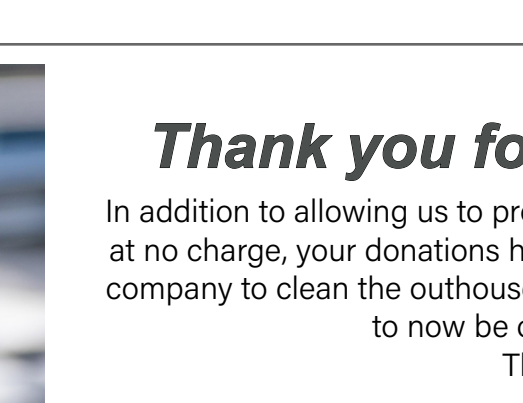 Thank you fo
In addition to allowing us to pr
at no charge, your donations h
company to clean the outhous
to now be
Th